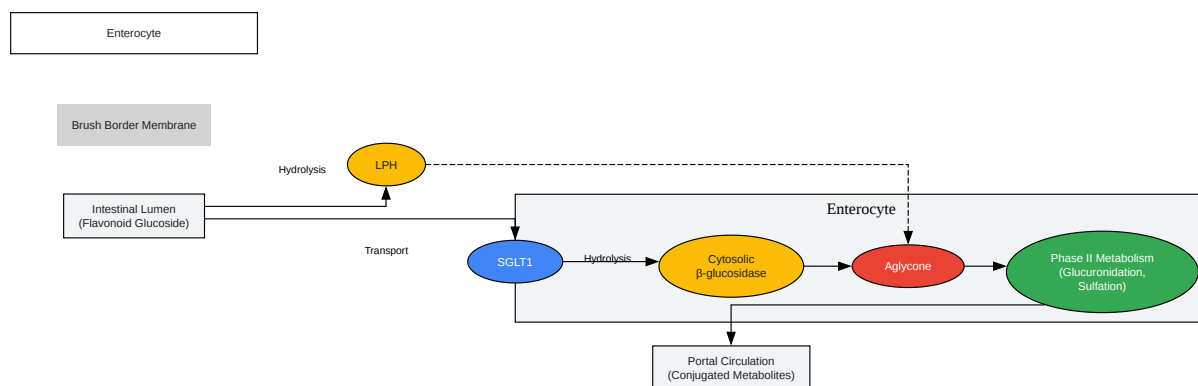 Enterocyte
Brush Border Membrane
Hydrolysis
LPH
Intestinal Lumen
(Flavonoid Glucoside)
Transport
Enterocyte
SGLT1
Hydrolysis
Cytosolic
β-glucosidase
Aglycone
Phase II Metabolism
(Glucuronidation,
Sulfation)
Portal Circulation
(Conjugated Metabolites)